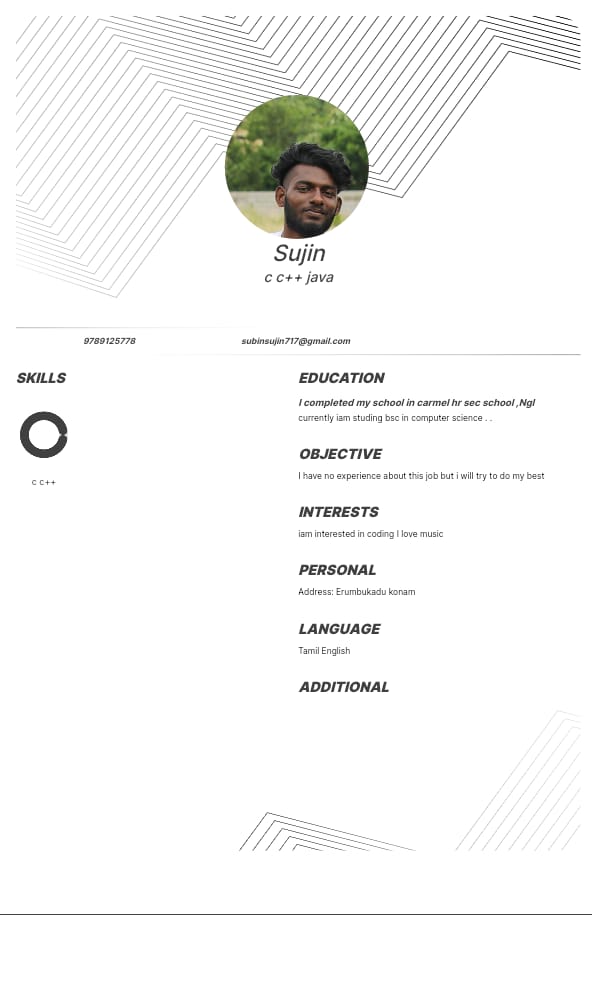 Sujin
c c++ java
9789125778
subinsujin717@gmail.com
SKILLS
c c++
EDUCATION
I completed my school in carmel hr sec school ,Ngl
currently iam studing bsc in computer science . .
OBJECTIVE
I have no experience about this job but i will try to do my best
INTERESTS
iam interested in coding I love music
PERSONAL
Address: Erumbukadu konam
LANGUAGE
Tamil English
ADDITIONAL